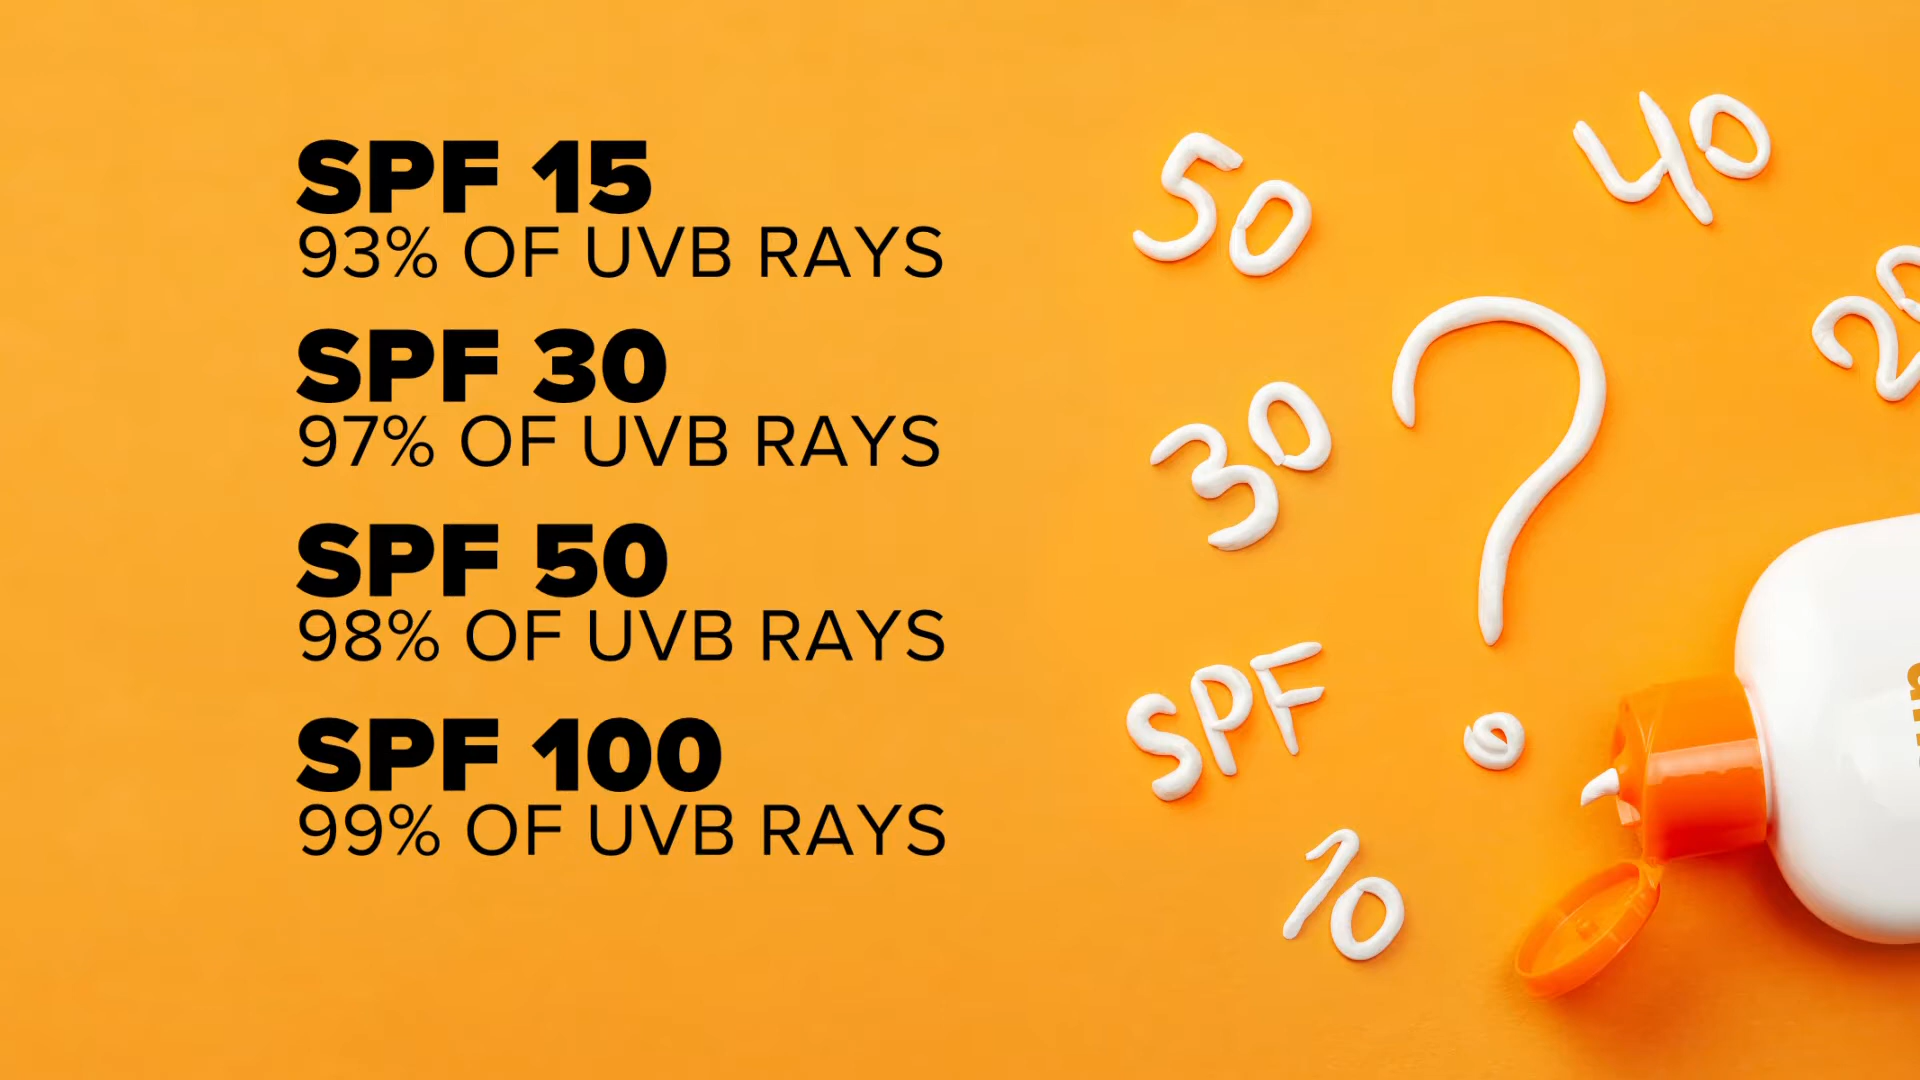 SPF 15
93% OF UVB RAYS
SPF 30
97% OF UVB RAYS
SPF 50
98% OF UVB RAYS
SPF 100
99% OF UVB RAYS
50
40
20
30
SPF
?
10